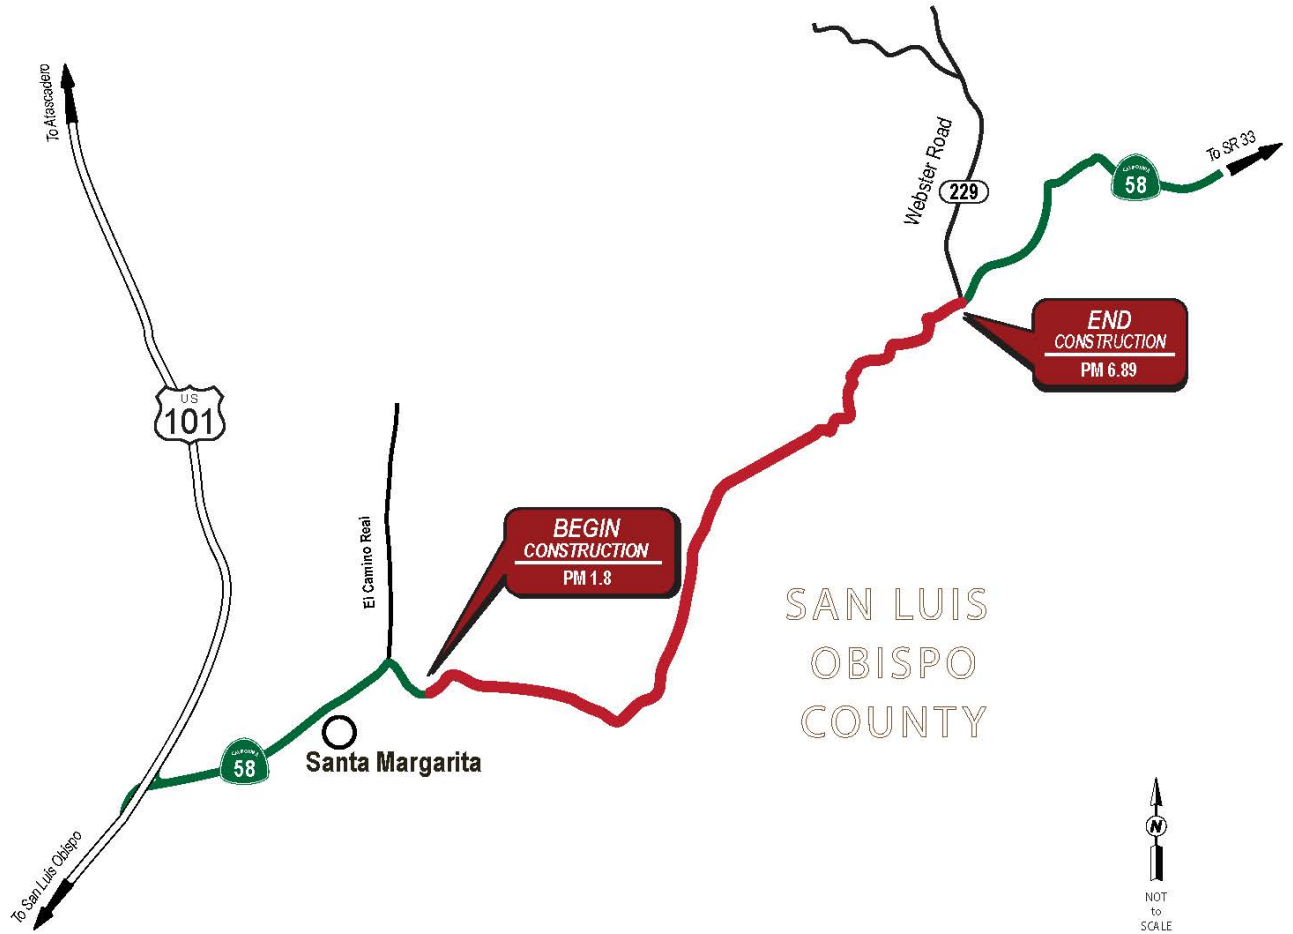 To Atascadero
Webster Road
229
To SR 33
CALIFORNIA
58
END
CONSTRUCTION
PM 6.89
US
101
El Camino Real
BEGIN
CONSTRUCTION
PM 1.8
SAN LUIS
OBISPO
COUNTY
CALIFORNIA
58
Santa Margarita
To San Luis Obispo
N
NOT
to
SCALE